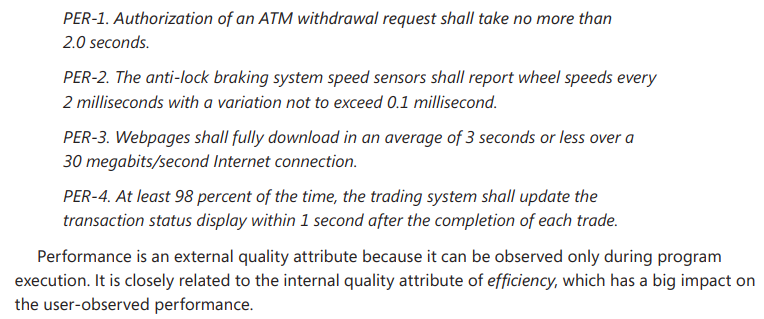 PER-1. Authorization of an ATM withdrawal request shall take no more than
2.0 seconds.
PER-2. The anti-lock braking system speed sensors shall report wheel speeds every
2 milliseconds with a variation not to exceed 0.1 millisecond.
PER-3. Webpages shall fully download in an average of 3 seconds or less over a
30 megabits/second Internet connection.
PER-4. At least 98 percent of the time, the trading system shall update the
transaction status display within 1 second after the completion of each trade.
Performance is an external quality attribute because it can be observed only during program
execution. It is closely related to the internal quality attribute of efficiency, which has a big impact on
the user-observed performance.